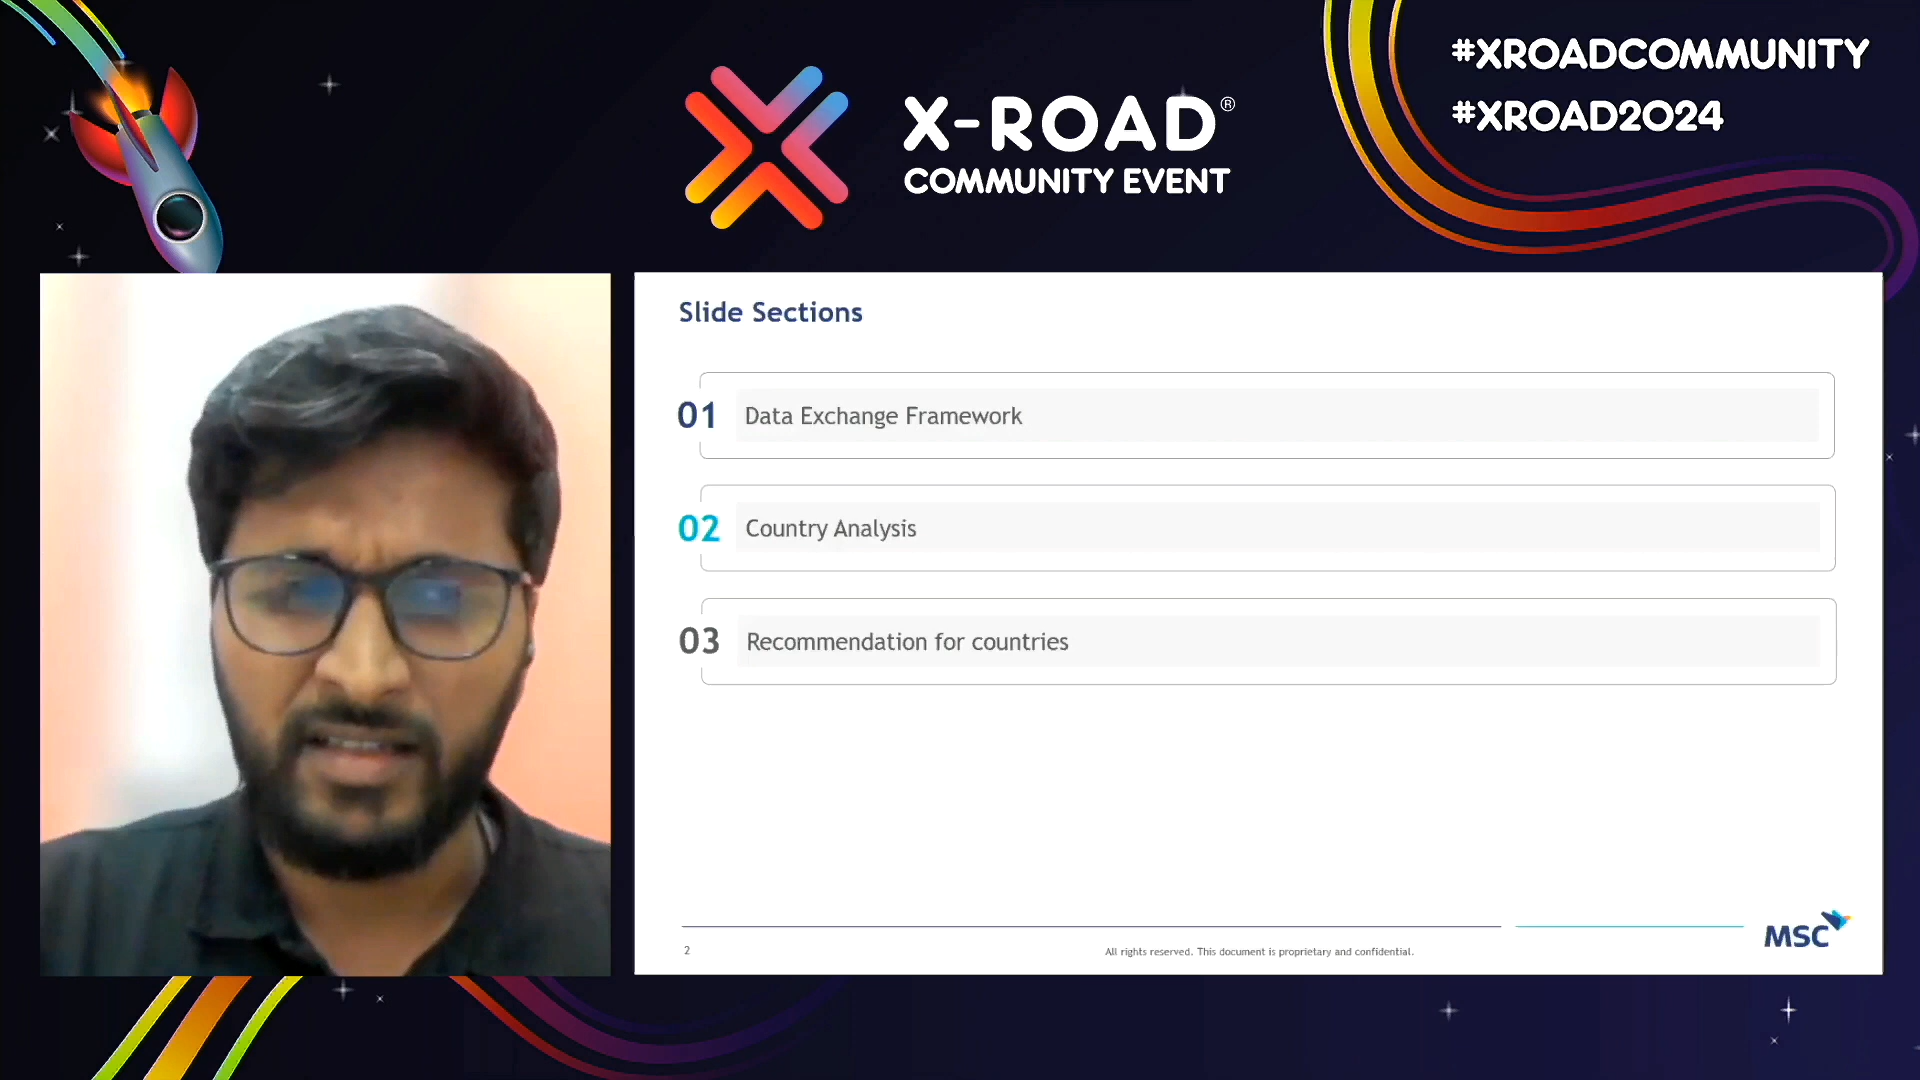 #XROADCOMMUNITY
#XROAD2024
X-ROAD®
COMMUNITY EVENT
Slide Sections
01 Data Exchange Framework
02 Country Analysis
03 Recommendation for countries
2
All rights reserved. This document is proprietary and confidential.
MSC